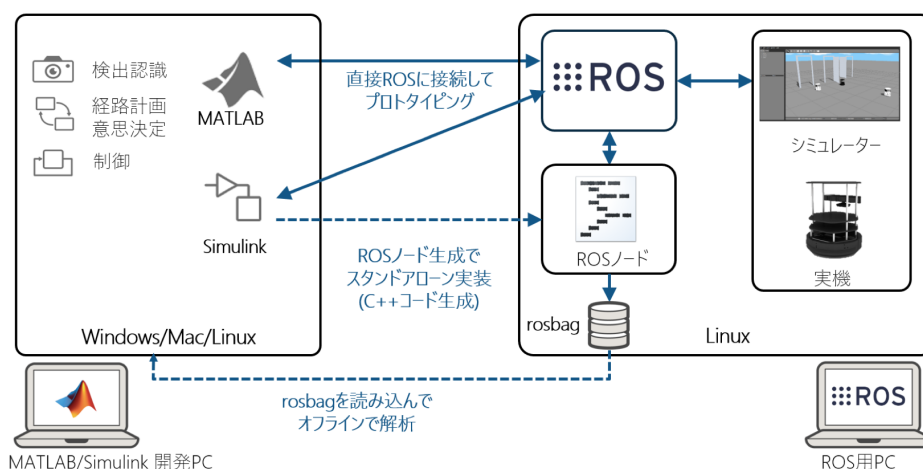 検出認識
経路計画
意思決定
制御
MATLAB
Simulink
Windows/Mac/Linux
直接ROSに接続して
プロトタイピング
ROSノード生成で
スタンドアローン実装
(C++コード生成)
ROS
ROSノード
rosbag
シミュレーター
実機
Linux
rosbagを読み込んで
オフラインで解析
MATLAB/Simulink 開発PC
ROS
ROS用PC